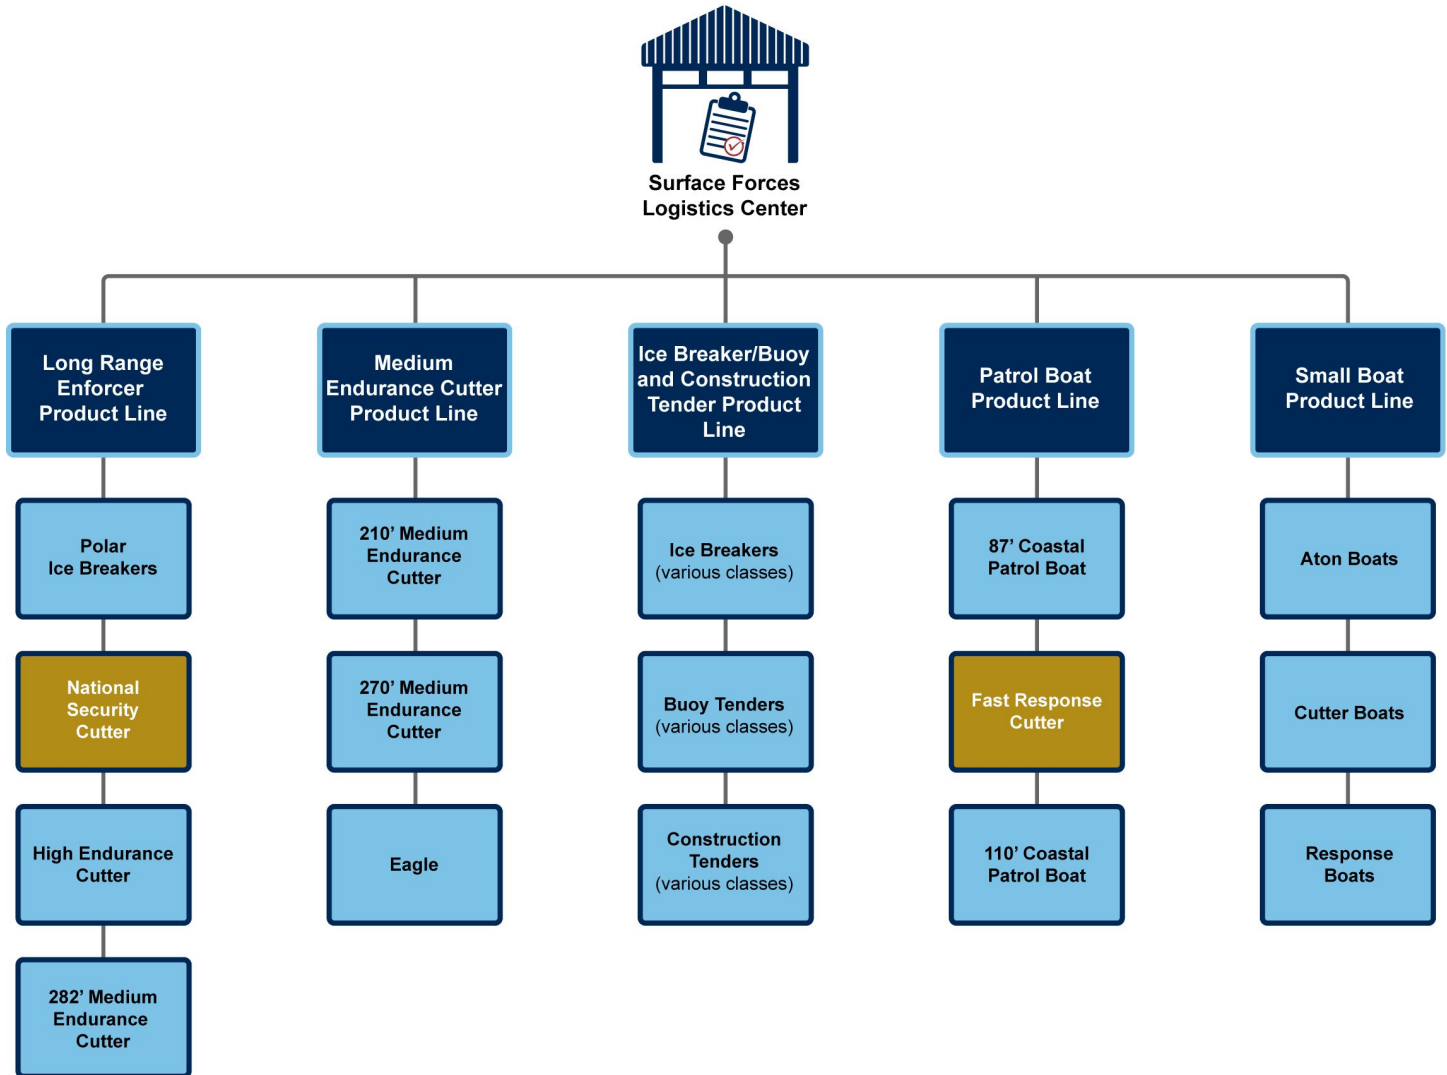 Surface Forces
Logistics Center
Long Range
Enforcer
Product Line
Medium
Endurance Cutter
Product Line
Ice Breaker/Buoy
and Construction
Tender Product
Line
Patrol Boat
Product Line
Small Boat
Product Line
Polar
Ice Breakers
210’ Medium
Endurance
Cutter
Ice Breakers
(various classes)
87’ Coastal
Patrol Boat
Aton Boats
National
Security
Cutter
270’ Medium
Endurance
Cutter
Buoy Tenders
(various classes)
Fast Response
Cutter
Cutter Boats
High Endurance
Cutter
Eagle
Construction
Tenders
(various classes)
110’ Coastal
Patrol Boat
Response
Boats
282’ Medium
Endurance
Cutter